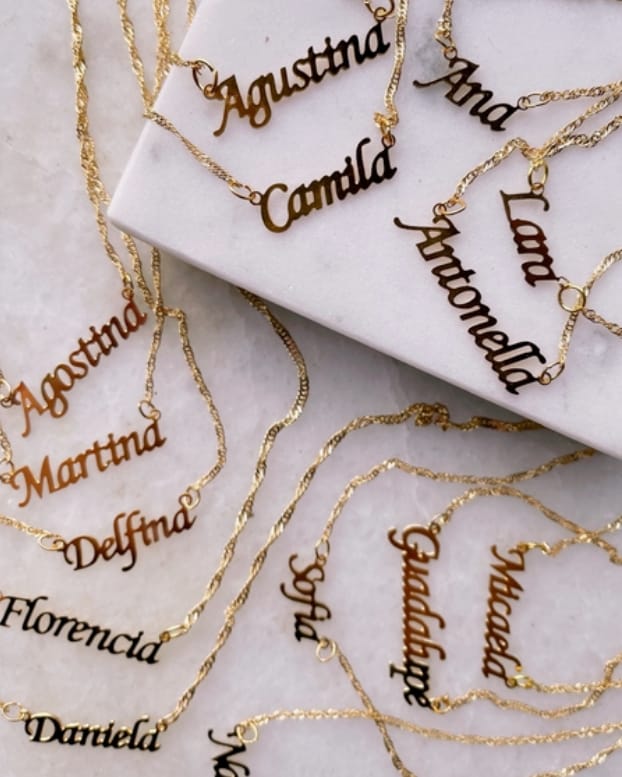 Agustina
Ana
Camila
Lara
Antonella
Agostina
Martina
Delfina
Florencia
Daniela
Sofia
Guadalupe
Micaela